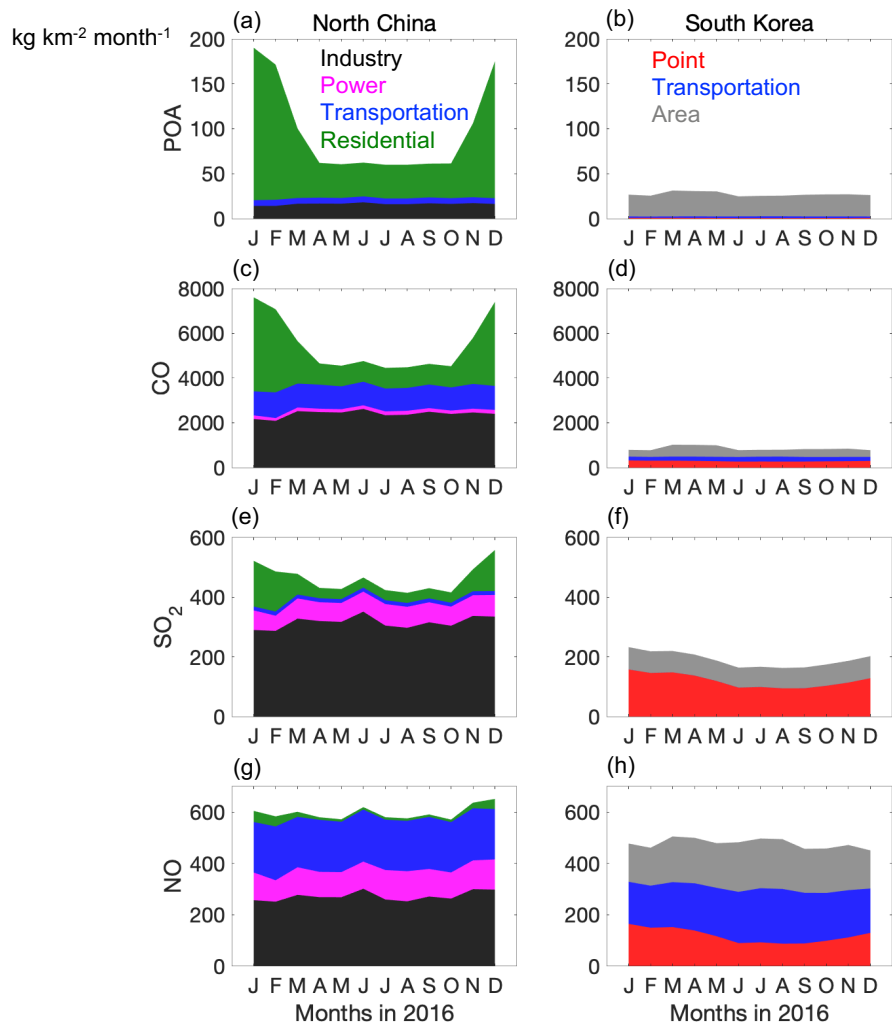 kg km⁻² month⁻¹
(a) North China
200
150
100
50
0
POA
Industry
Power
Transportation
Residential
J F M A M J J A S O N D
(b) South Korea
200
150
100
50
0
Point
Transportation
Area
J F M A M J J A S O N D
(c)
8000
6000
4000
2000
0
CO
J F M A M J J A S O N D
(d)
8000
6000
4000
2000
0
J F M A M J J A S O N D
(e)
600
400
200
0
SO₂
J F M A M J J A S O N D
(f)
600
400
200
0
J F M A M J J A S O N D
(g)
600
400
200
0
NO
J F M A M J J A S O N D
Months in 2016
(h)
600
400
200
0
J F M A M J J A S O N D
Months in 2016